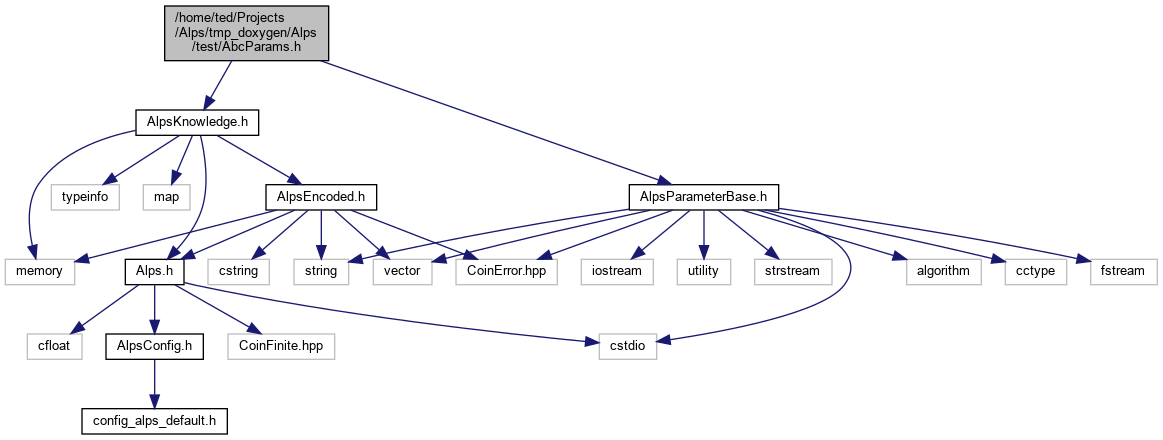 /home/ted/Projects
/Alps/tmp_doxygen/Alps
/test/AbcParams.h
AlpsKnowledge.h
typeinfo
map
AlpsEncoded.h
AlpsParameterBase.h
memory
Alps.h
cstring
string
vector
CoinError.hpp
iostream
utility
strstream
algorithm
cctype
fstream
cfloat
AlpsConfig.h
CoinFinite.hpp
cstdio
config_alps_default.h